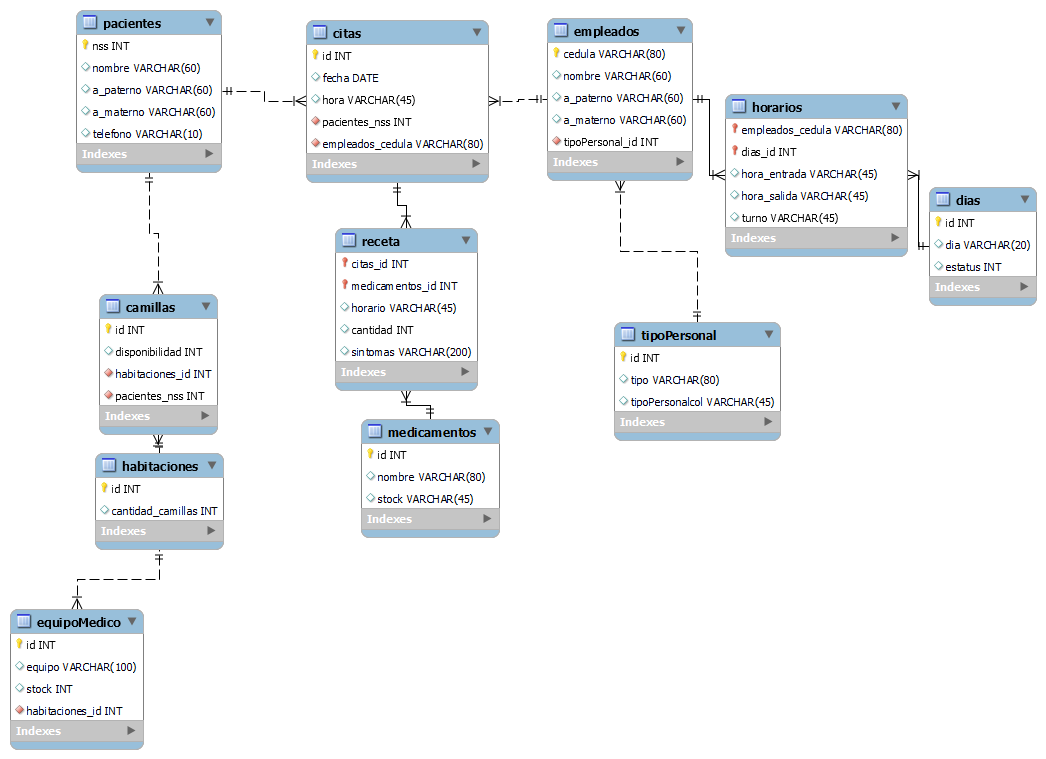 pacientes
nss INT
nombre VARCHAR(60)
a_paterno VARCHAR(60)
a_materno VARCHAR(60)
telefono VARCHAR(10)
Indexes
citas
id INT
fecha DATE
hora VARCHAR(45)
pacientes_nss INT
empleados_cedula VARCHAR(80)
Indexes
empleados
cedula VARCHAR(80)
nombre VARCHAR(60)
a_paterno VARCHAR(60)
a_materno VARCHAR(60)
tipoPersonal_id INT
Indexes
horarios
empleados_cedula VARCHAR(80)
dias_id INT
hora_entrada VARCHAR(45)
hora_salida VARCHAR(45)
turno VARCHAR(45)
Indexes
dias
id INT
dia VARCHAR(20)
estatus INT
Indexes
receta
citas_id INT
medicamentos_id INT
horario VARCHAR(45)
cantidad INT
sintomas VARCHAR(200)
Indexes
camillas
id INT
disponibilidad INT
habitaciones_id INT
pacientes_nss INT
Indexes
tipoPersonal
id INT
tipo VARCHAR(80)
tipoPersonalcol VARCHAR(45)
Indexes
medicamentos
id INT
nombre VARCHAR(80)
stock VARCHAR(45)
Indexes
habitaciones
id INT
cantidad_camillas INT
Indexes
equipoMedico
id INT
equipo VARCHAR(100)
stock INT
habitaciones_id INT
Indexes